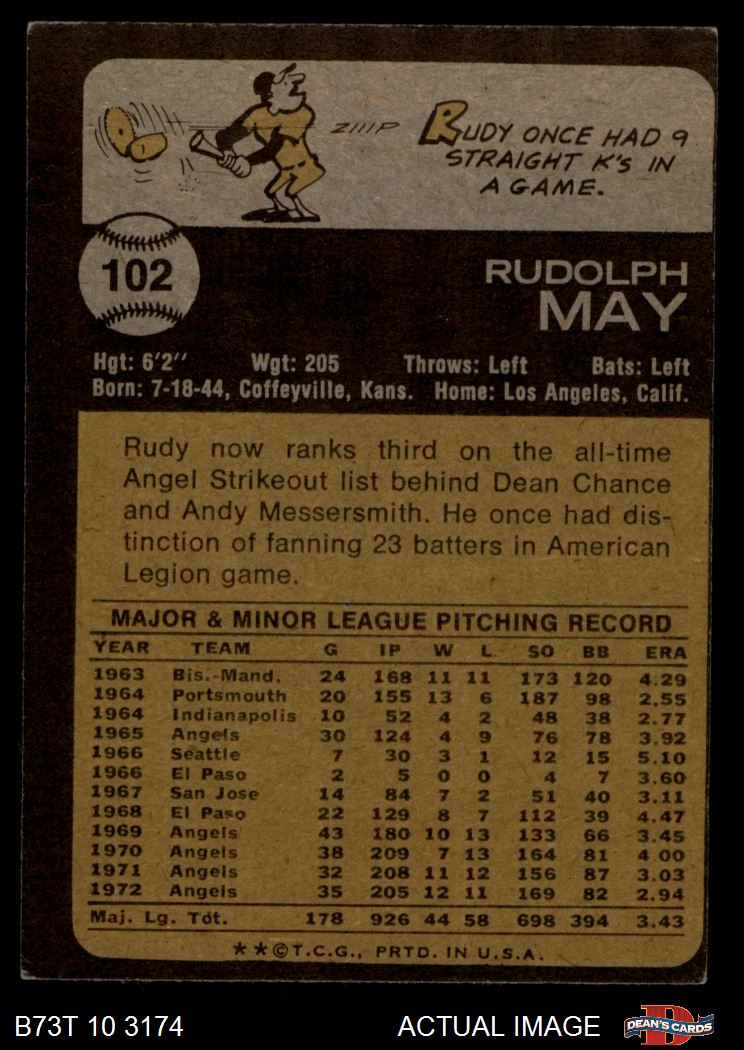 ZIIIP
RUDY ONCE HAD 9
STRAIGHT K'S IN
A GAME.
102
RUDOLPH
MAY
Hgt: 6'2" Wgt: 205 Throws: Left Bats: Left
Born: 7-18-44, Coffeyville, Kans. Home: Los Angeles, Calif.
Rudy now ranks third on the all-time
Angel Strikeout list behind Dean Chance
and Andy Messersmith. He once had dis-
tinction of fanning 23 batters in American
Legion game.
MAJOR & MINOR LEAGUE PITCHING RECORD
YEAR TEAM G IP W L SO BB ERA
1963 Bis.-Mand. 24 168 11 11 173 120 4.29
1964 Portsmouth 20 155 13 6 187 98 2.55
1964 Indianapolis 10 52 4 2 48 38 2.77
1965 Angels 30 124 4 9 76 78 3.92
1966 Seattle 7 30 3 1 12 15 5.10
1966 El Paso 2 5 0 0 4 7 3.60
1967 San Jose 14 84 7 2 51 40 3.11
1968 El Paso 22 129 8 7 112 39 4.47
1969 Angels 43 180 10 13 133 66 3.45
1970 Angels 38 209 7 13 164 81 4 00
1971 Angels 32 208 11 12 156 87 3.03
1972 Angels 35 205 12 11 169 82 2.94
Maj. Lg. Tot. 178 926 44 58 698 394 3.43
**©T.C.G., PRTD. IN U.S.A.
B73T 10 3174 ACTUAL IMAGE D DEAN'S CARDS